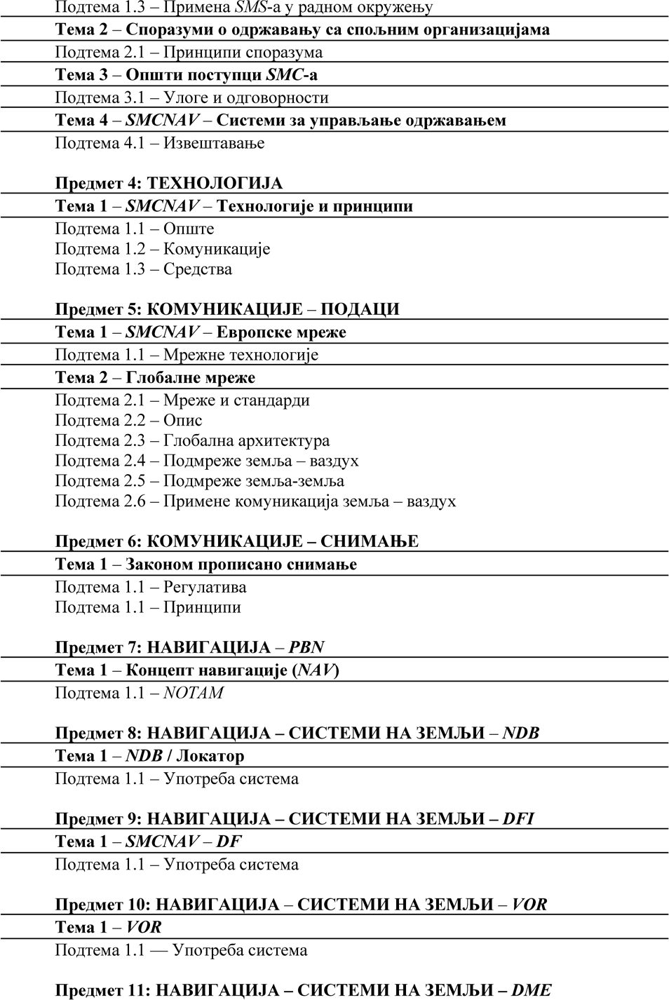 Подтема 1.3 – Примена SMS-а у радном окружењу
Тема 2 – Споразуми о одржавању са спољним организацијама
Подтема 2.1 – Принципи споразума
Тема 3 – Општи поступци SMC-а
Подтема 3.1 – Улоге и одговорности
Тема 4 – SMCNAV – Системи за управљање одржавањем
Подтема 4.1 – Извештавање
Предмет 4: ТЕХНОЛОГИЈА
Тема 1 – SMCNAV – Технологије и принципи
Подтема 1.1 – Опште
Подтема 1.2 – Комуникације
Подтема 1.3 – Средства
Предмет 5: КОМУНИКАЦИЈЕ – ПОДАЦИ
Тема 1 – SMCNAV – Европске мреже
Подтема 1.1 – Мрежне технологије
Тема 2 – Глобалне мреже
Подтема 2.1 – Мреже и стандарди
Подтема 2.2 – Опис
Подтема 2.3 – Глобална архитектура
Подтема 2.4 – Подмреже земља – ваздух
Подтема 2.5 – Подмреже земља-земља
Подтема 2.6 – Примене комуникација земља – ваздух
Предмет 6: КОМУНИКАЦИЈЕ – СНИМАЊЕ
Тема 1 – Законом прописано снимање
Подтема 1.1 – Регулатива
Подтема 1.1 – Принципи
Предмет 7: НАВИГАЦИЈА – PBN
Тема 1 – Концепт навигације (NAV)
Подтема 1.1 – NOTAM
Предмет 8: НАВИГАЦИЈА – СИСТЕМИ НА ЗЕМЉИ – NDB
Тема 1 – NDB / Локатор
Подтема 1.1 – Употреба система
Предмет 9: НАВИГАЦИЈА – СИСТЕМИ НА ЗЕМЉИ – DFI
Тема 1 – SMCNAV – DF
Подтема 1.1 – Употреба система
Предмет 10: НАВИГАЦИЈА – СИСТЕМИ НА ЗЕМЉИ – VOR
Тема 1 – VOR
Подтема 1.1 — Употреба система
Предмет 11: НАВИГАЦИЈА – СИСТЕМИ НА ЗЕМЉИ – DME